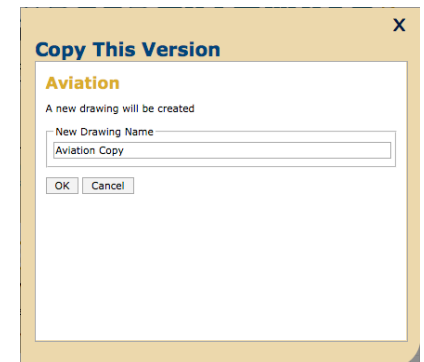 X
Copy This Version
Aviation
A new drawing will be created
New Drawing Name
Aviation Copy
OK Cancel